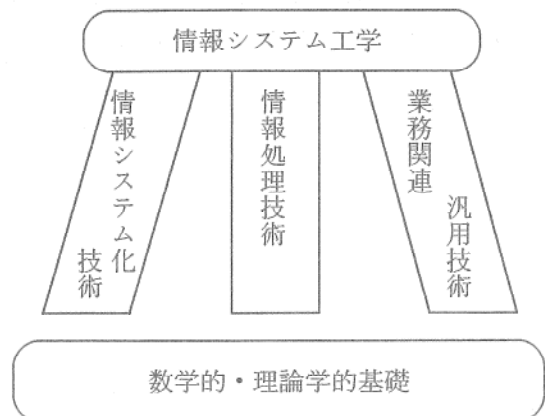 情報システム工学
情報システム化
技術
情報処理技術
業務関連
汎用技術
数学的・理論学的基礎